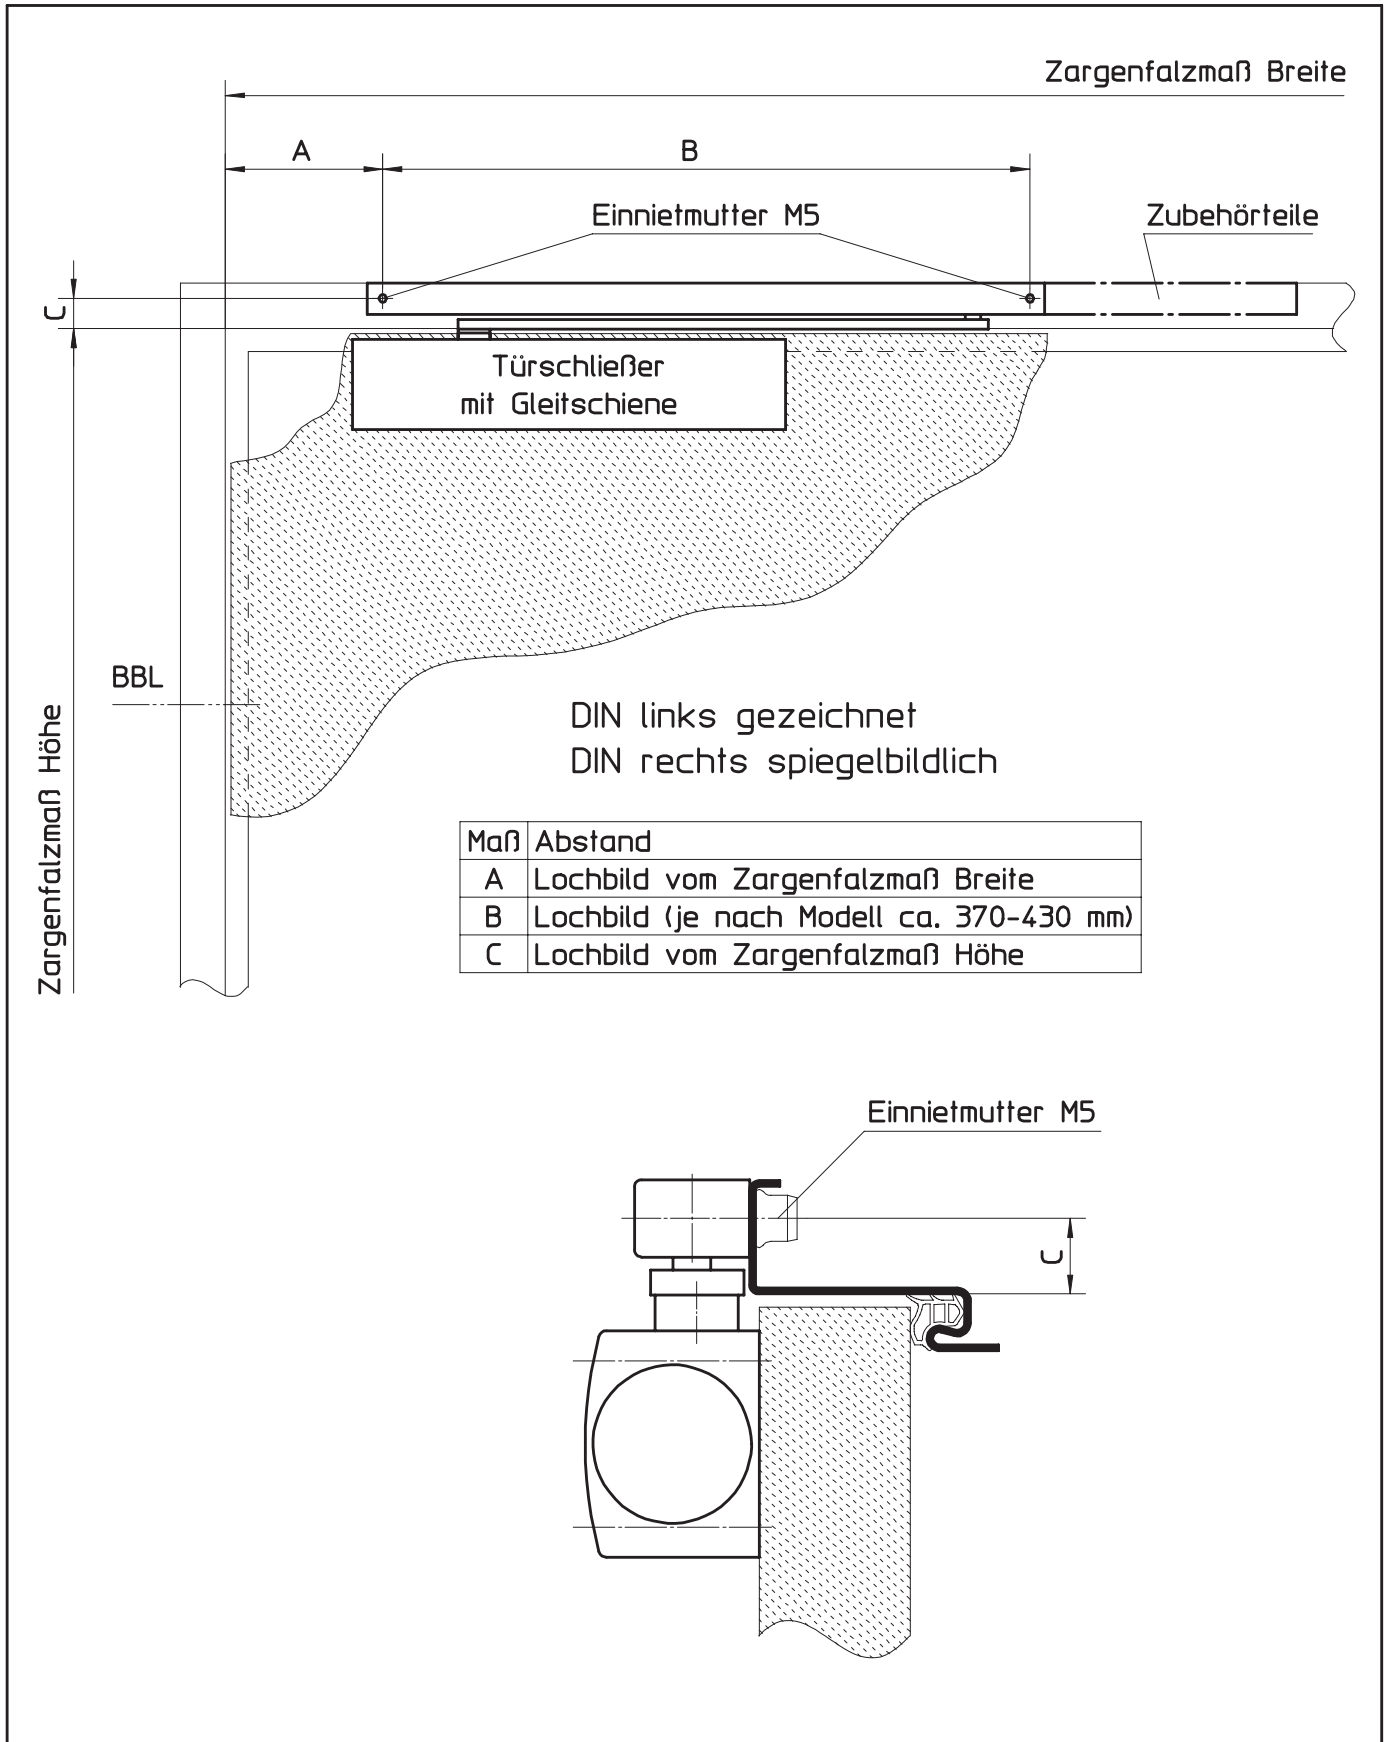 Zargenfalzmaß Breite
A
B
Einnietmutter M5
Zubehörteile
C
Türschließer
mit Gleitschiene
BBL
Zargenfalzmaß Höhe
DIN links gezeichnet
DIN rechts spiegelbildlich
Maß Abstand
A Lochbild vom Zargenfalzmaß Breite
B Lochbild (je nach Modell ca. 370-430 mm)
C Lochbild vom Zargenfalzmaß Höhe
Einnietmutter M5
C